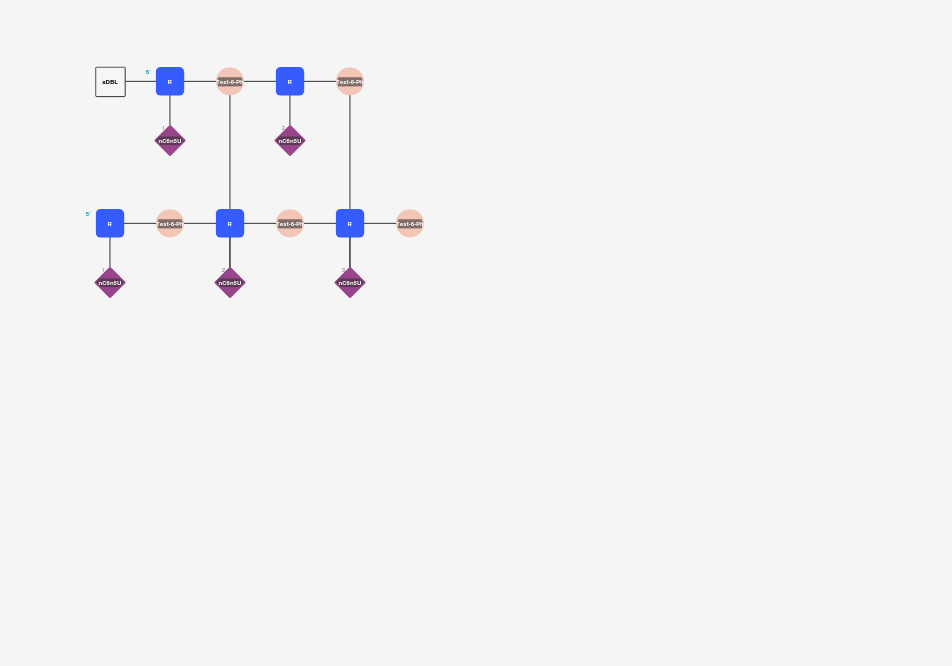 5'
sDBL R Test-6-Ph R Test-6-Ph
1 2
nC6n5U nC6n5U
5'
R Test-6-Ph R Test-6-Ph R Test-6-Ph
1 2 3
nC6n5U nC6n5U nC6n5U